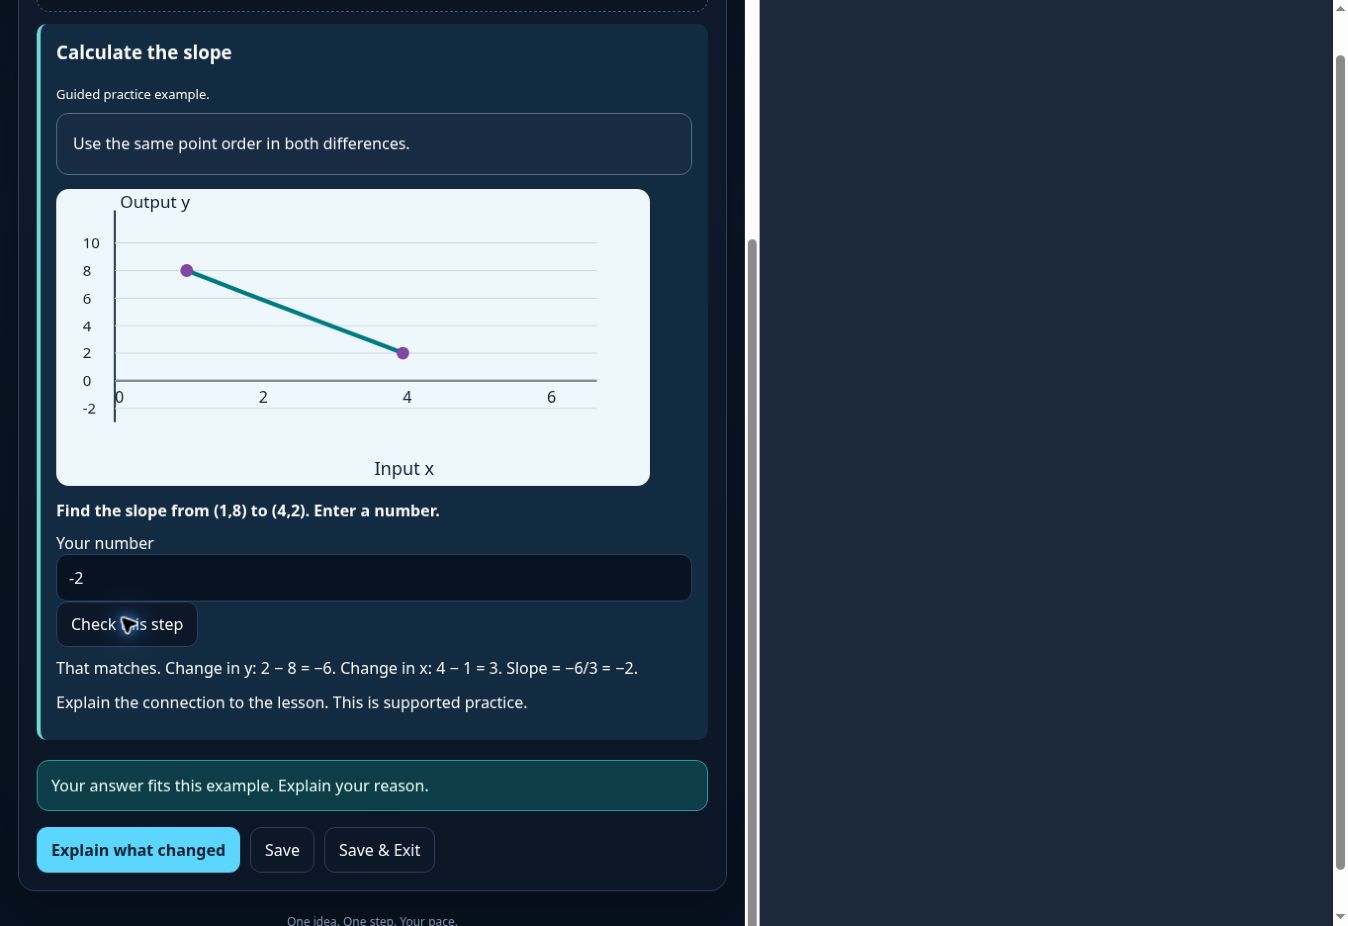 Calculate the slope
Guided practice example.
Use the same point order in both differences.
Output y
10
8
6
4
2
0
0 2 4 6
-2
Input x
Find the slope from (1,8) to (4,2). Enter a number.
Your number
-2
Check this step
That matches. Change in y: 2 − 8 = −6. Change in x: 4 − 1 = 3. Slope = −6/3 = −2.
Explain the connection to the lesson. This is supported practice.
Your answer fits this example. Explain your reason.
Explain what changed Save Save & Exit
One idea. One step. Your pace.